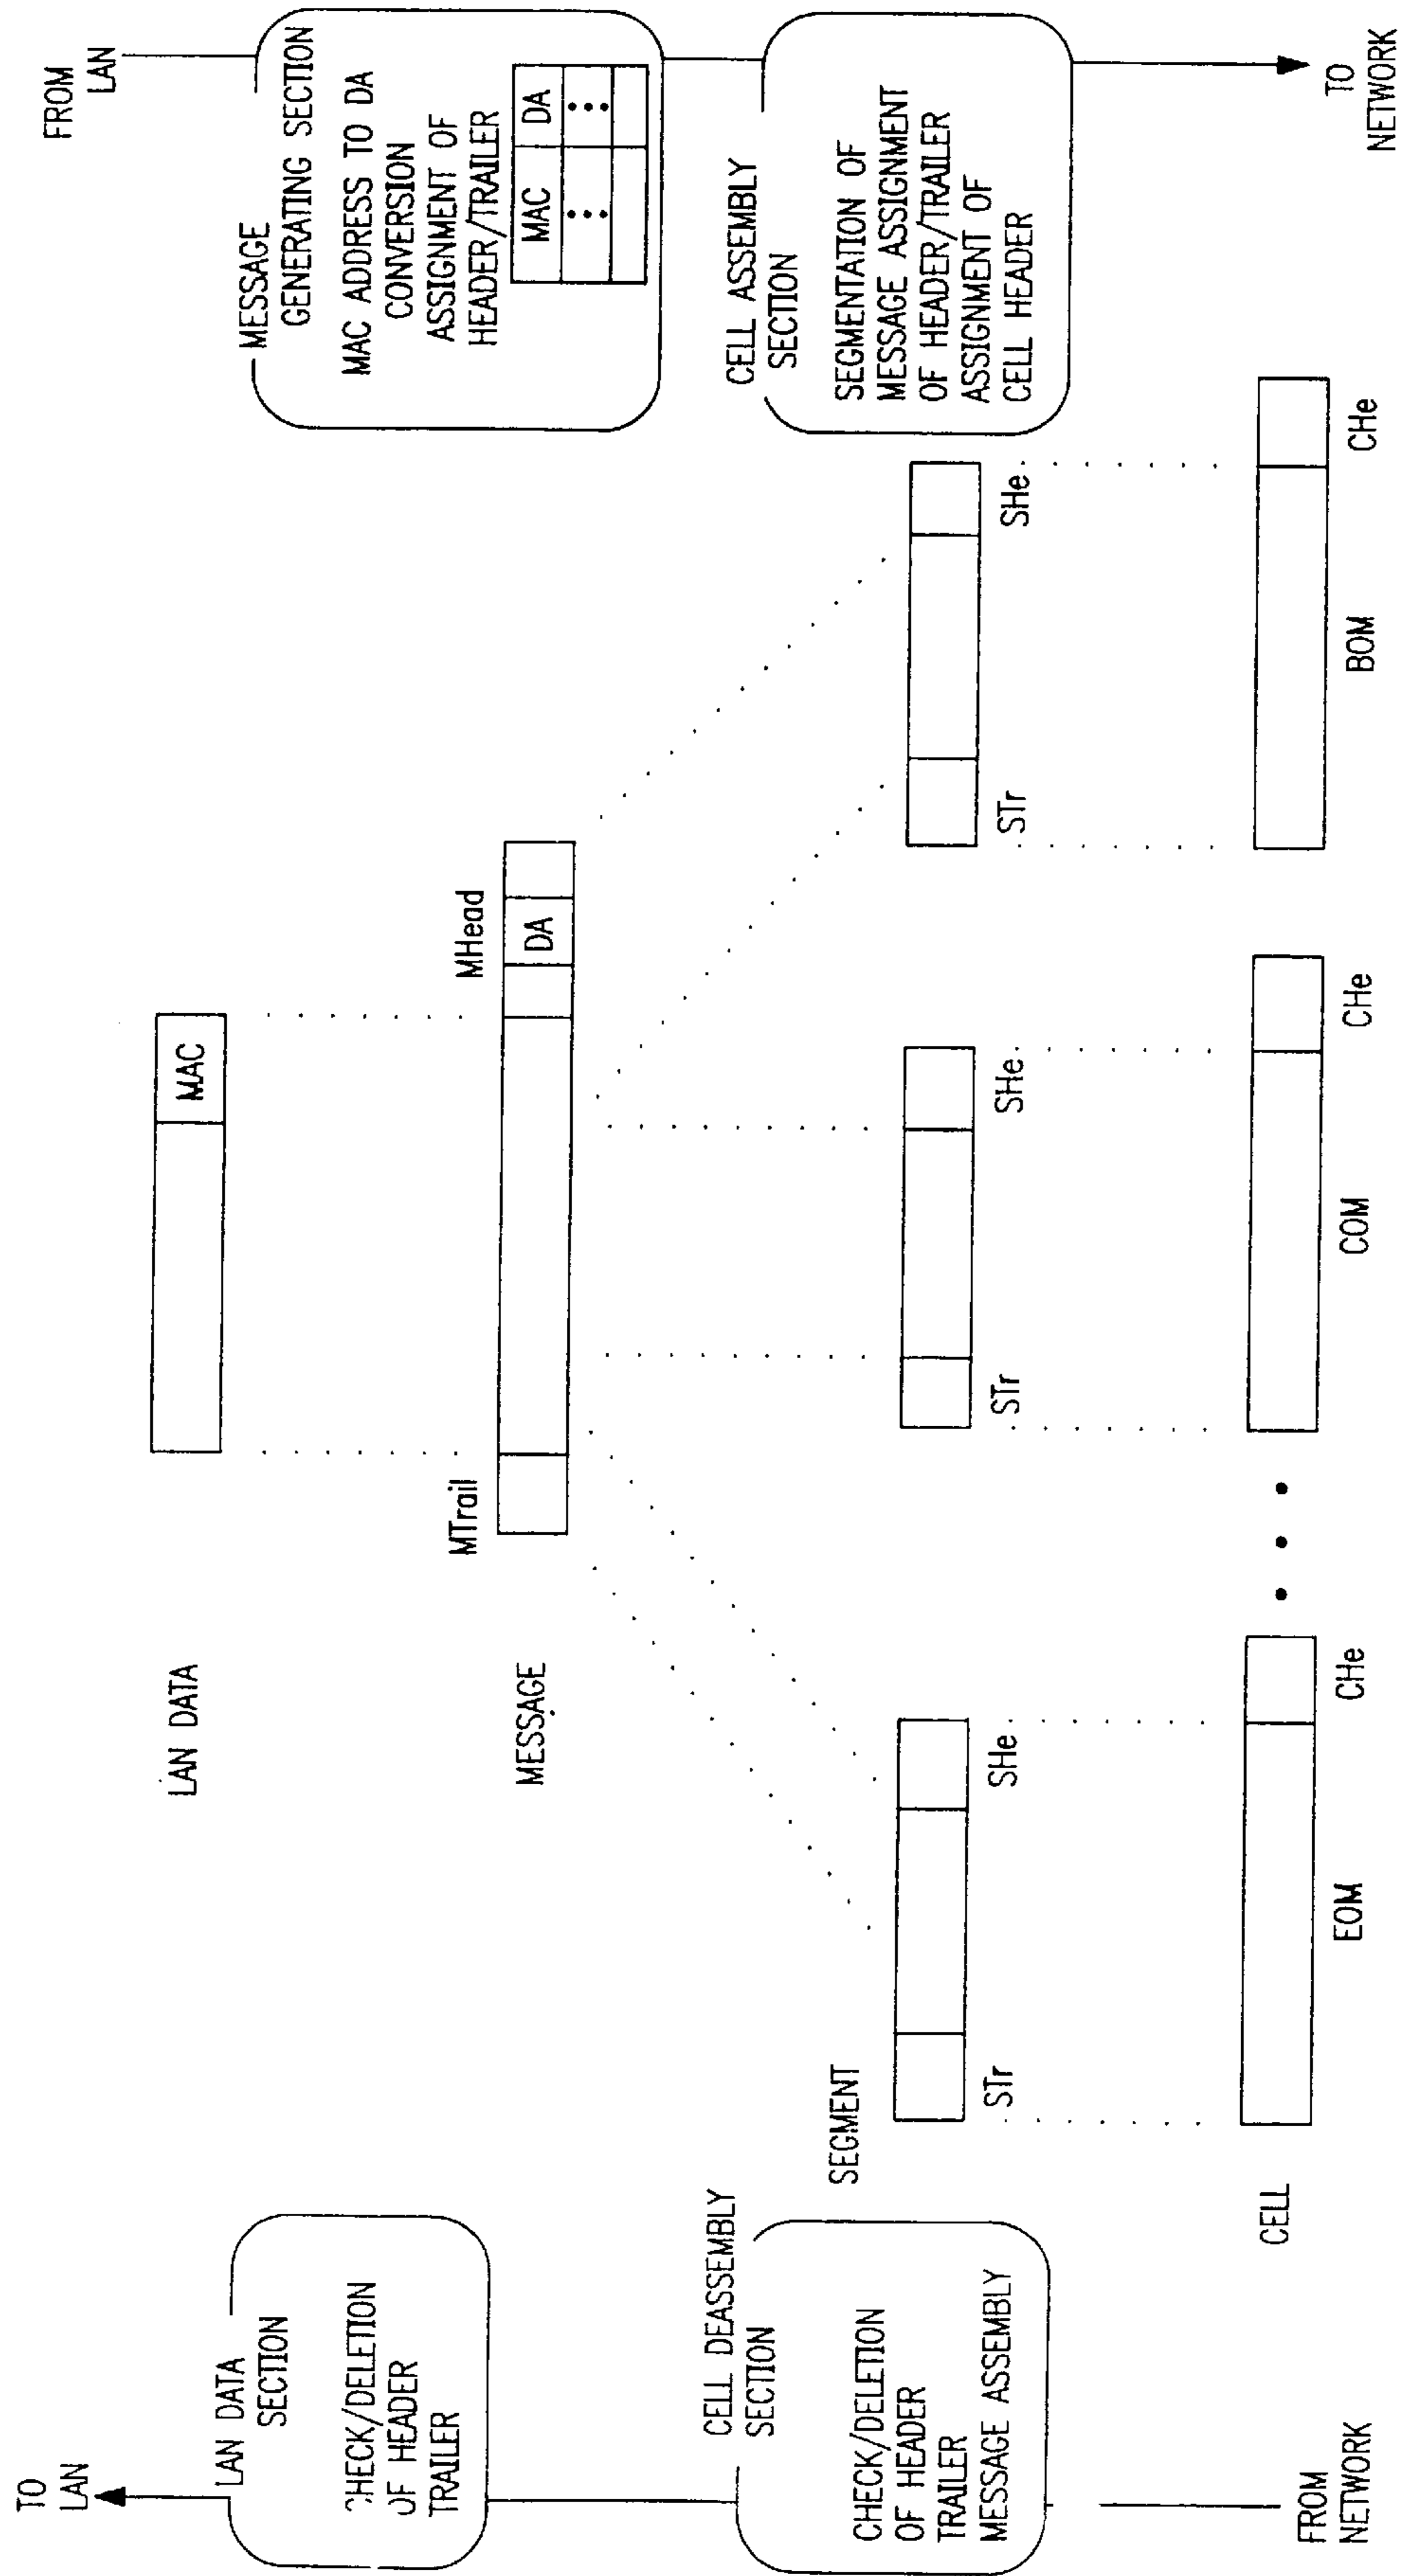 TO
LAN
LAN DATA
SECTION
CHECK/DELETION
OF HEADER
TRAILER
CELL DEASSEMBLY
SECTION
CHECK/DELETION
OF HEADER
TRAILER
MESSAGE ASSEMBLY
FROM
NETWORK
LAN DATA
MAC
MESSAGE
MTrail
MHead
DA
SEGMENT
STr
SHe
STr
SHe
STr
SHe
CELL
EOM
CHe
COM
CHe
BOM
CHe
FROM
LAN
MESSAGE
GENERATING SECTION
MAC ADDRESS TO DA
CONVERSION
ASSIGNMENT OF
HEADER/TRAILER
MAC DA
CELL ASSEMBLY
SECTION
SEGMENTATION OF
MESSAGE ASSIGNMENT
OF HEADER/TRAILER
ASSIGNMENT OF
CELL HEADER
TO
NETWORK